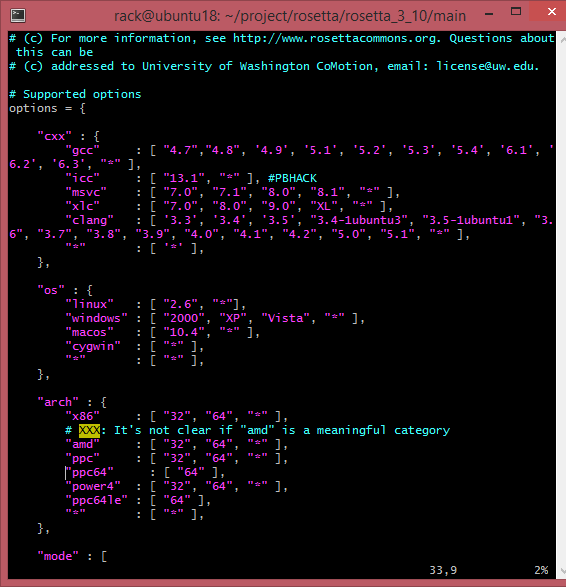 rack@ubuntu18: ~/project/rosetta/rosetta_3_10/main
# (c) For more information, see http://www.rosettacommons.org. Questions about
 this can be
# (c) addressed to University of Washington CoMotion, email: license@uw.edu.
# Supported options
options = {
    "cxx" : {
        "gcc"     : [ "4.7","4.8", '4.9', '5.1', '5.2', '5.3', '5.4', '6.1', '
6.2', '6.3', "*" ],
        "icc"     : [ "13.1", "*" ], #PBHACK
        "msvc"    : [ "7.0", "7.1", "8.0", "8.1", "*" ],
        "xlc"     : [ "7.0", "8.0", "9.0", "XL", "*" ],
        "clang"   : [ '3.3', '3.4', '3.5', "3.4-1ubuntu3", "3.5-1ubuntu1", "3.
6", "3.7", "3.8", "3.9", "4.0", "4.1", "4.2", "5.0", "5.1", "*" ],
        "*"       : [ '*' ],
    },
    "os" : {
        "linux"   : [ "2.6", "*"],
        "windows" : [ "2000", "XP", "Vista", "*" ],
        "macos"   : [ "10.4", "*" ],
        "cygwin"  : [ "*" ],
        "*"       : [ "*" ],
    },
    "arch" : {
        "x86"     : [ "32", "64", "*" ],
        # XXX: It's not clear if "amd" is a meaningful category
        "amd"     : [ "32", "64", "*" ],
        "ppc"     : [ "32", "64", "*" ],
        "ppc64"     : [ "64" ],
        "power4"  : [ "32", "64", "*" ],
        "ppc64le" : [ "64" ],
        "*"       : [ "*" ],
    },
    "mode" : [
33,9          2%